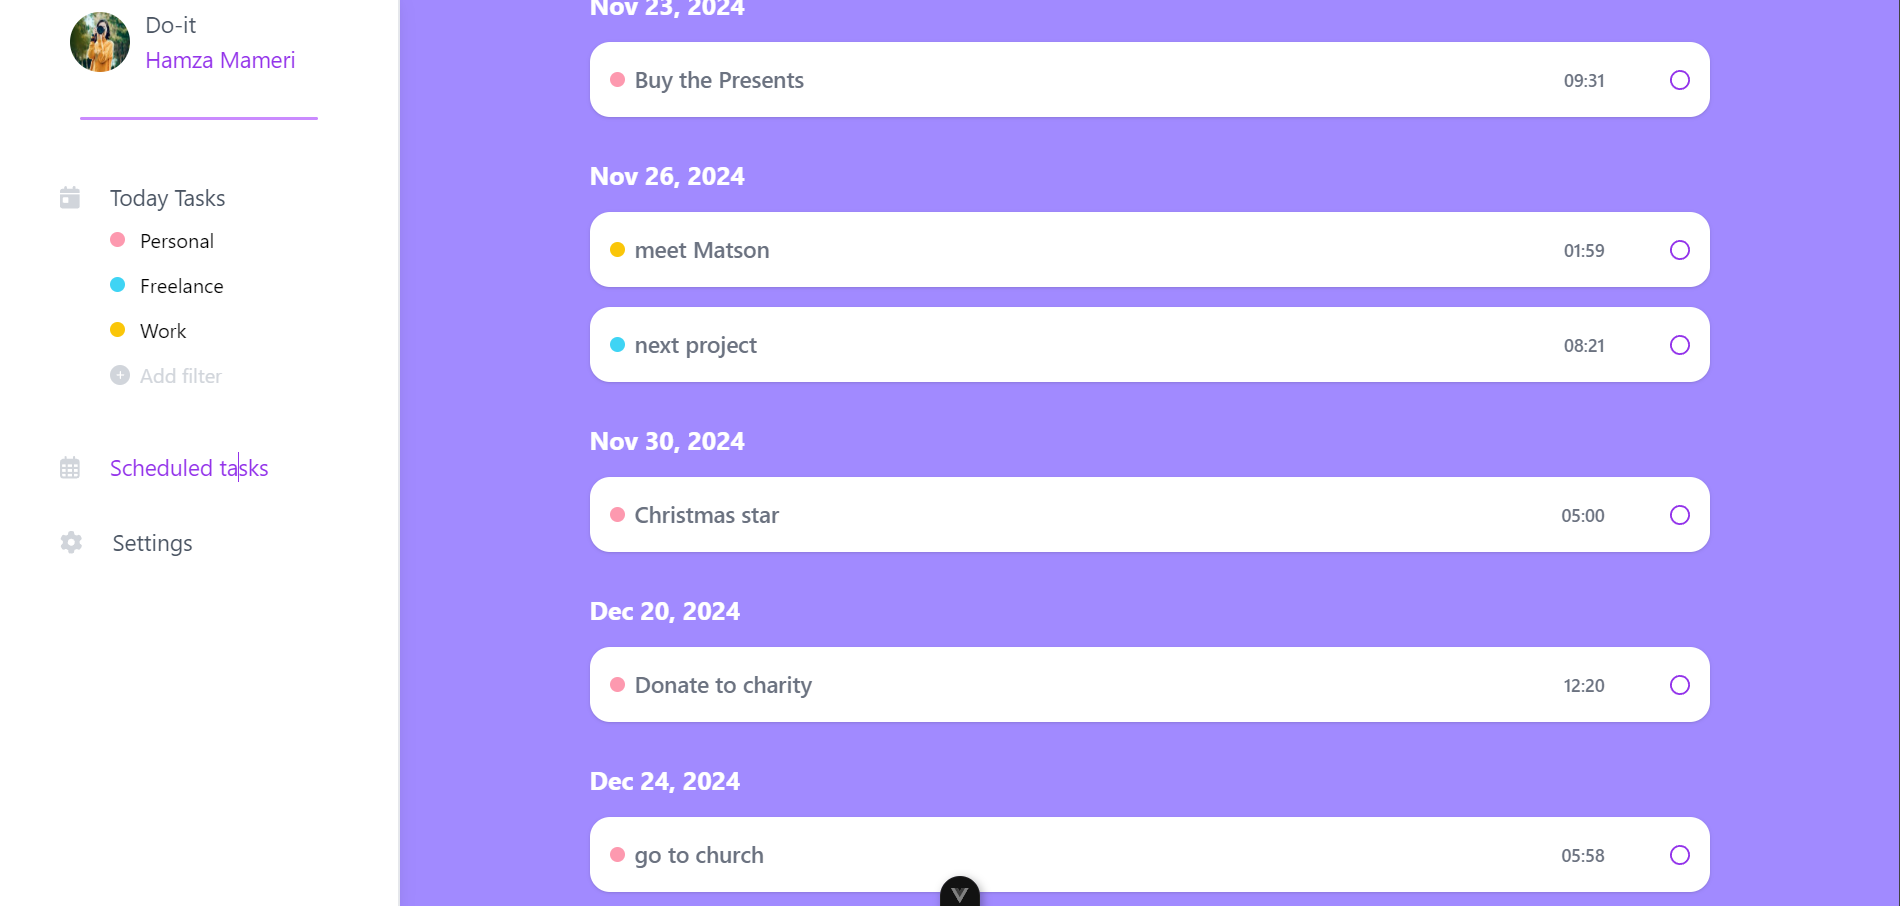 Do-it
Hamza Mameri
Today Tasks
Personal
Freelance
Work
Add filter
Scheduled tasks
Settings
Nov 23, 2024
Buy the Presents 09:31
Nov 26, 2024
meet Matson 01:59
next project 08:21
Nov 30, 2024
Christmas star 05:00
Dec 20, 2024
Donate to charity 12:20
Dec 24, 2024
go to church 05:58